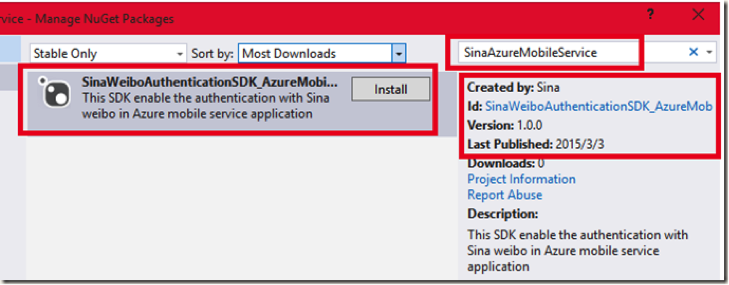 vice - Manage NuGet Packages
? ×
Stable Only Sort by: Most Downloads SinaAzureMobileService
SinaWeiboAuthenticationSDK_AzureMobi...
This SDK enable the authentication with Sina
weibo in Azure mobile service application
Install
Created by: Sina
Id: SinaWeiboAuthenticationSDK_AzureMob
Version: 1.0.0
Last Published: 2015/3/3
Downloads: 0
Project Information
Report Abuse
Description:
This SDK enable the authentication with
Sina weibo in Azure mobile service
application